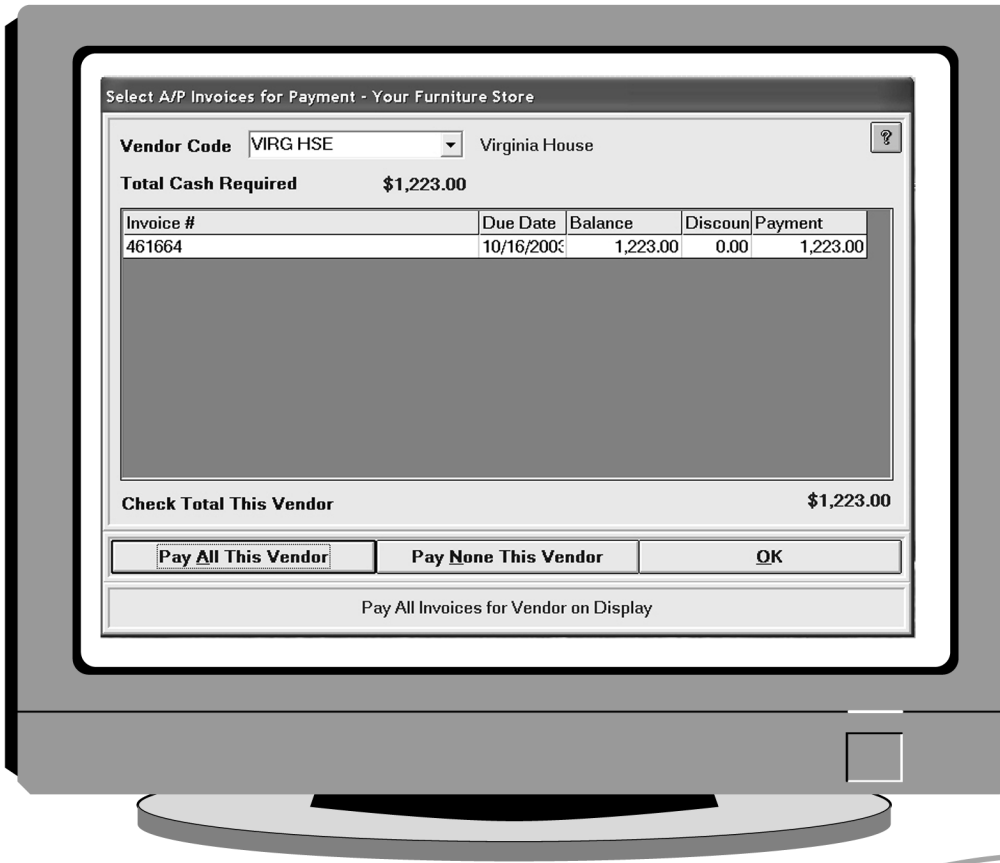 Select A/P Invoices for Payment - Your Furniture Store
Vendor Code VIRG HSE Virginia House ?
Total Cash Required $1,223.00
Invoice # Due Date Balance Discoun Payment
461664 10/16/2003 1,223.00 0.00 1,223.00
Check Total This Vendor $1,223.00
Pay All This Vendor Pay None This Vendor OK
Pay All Invoices for Vendor on Display